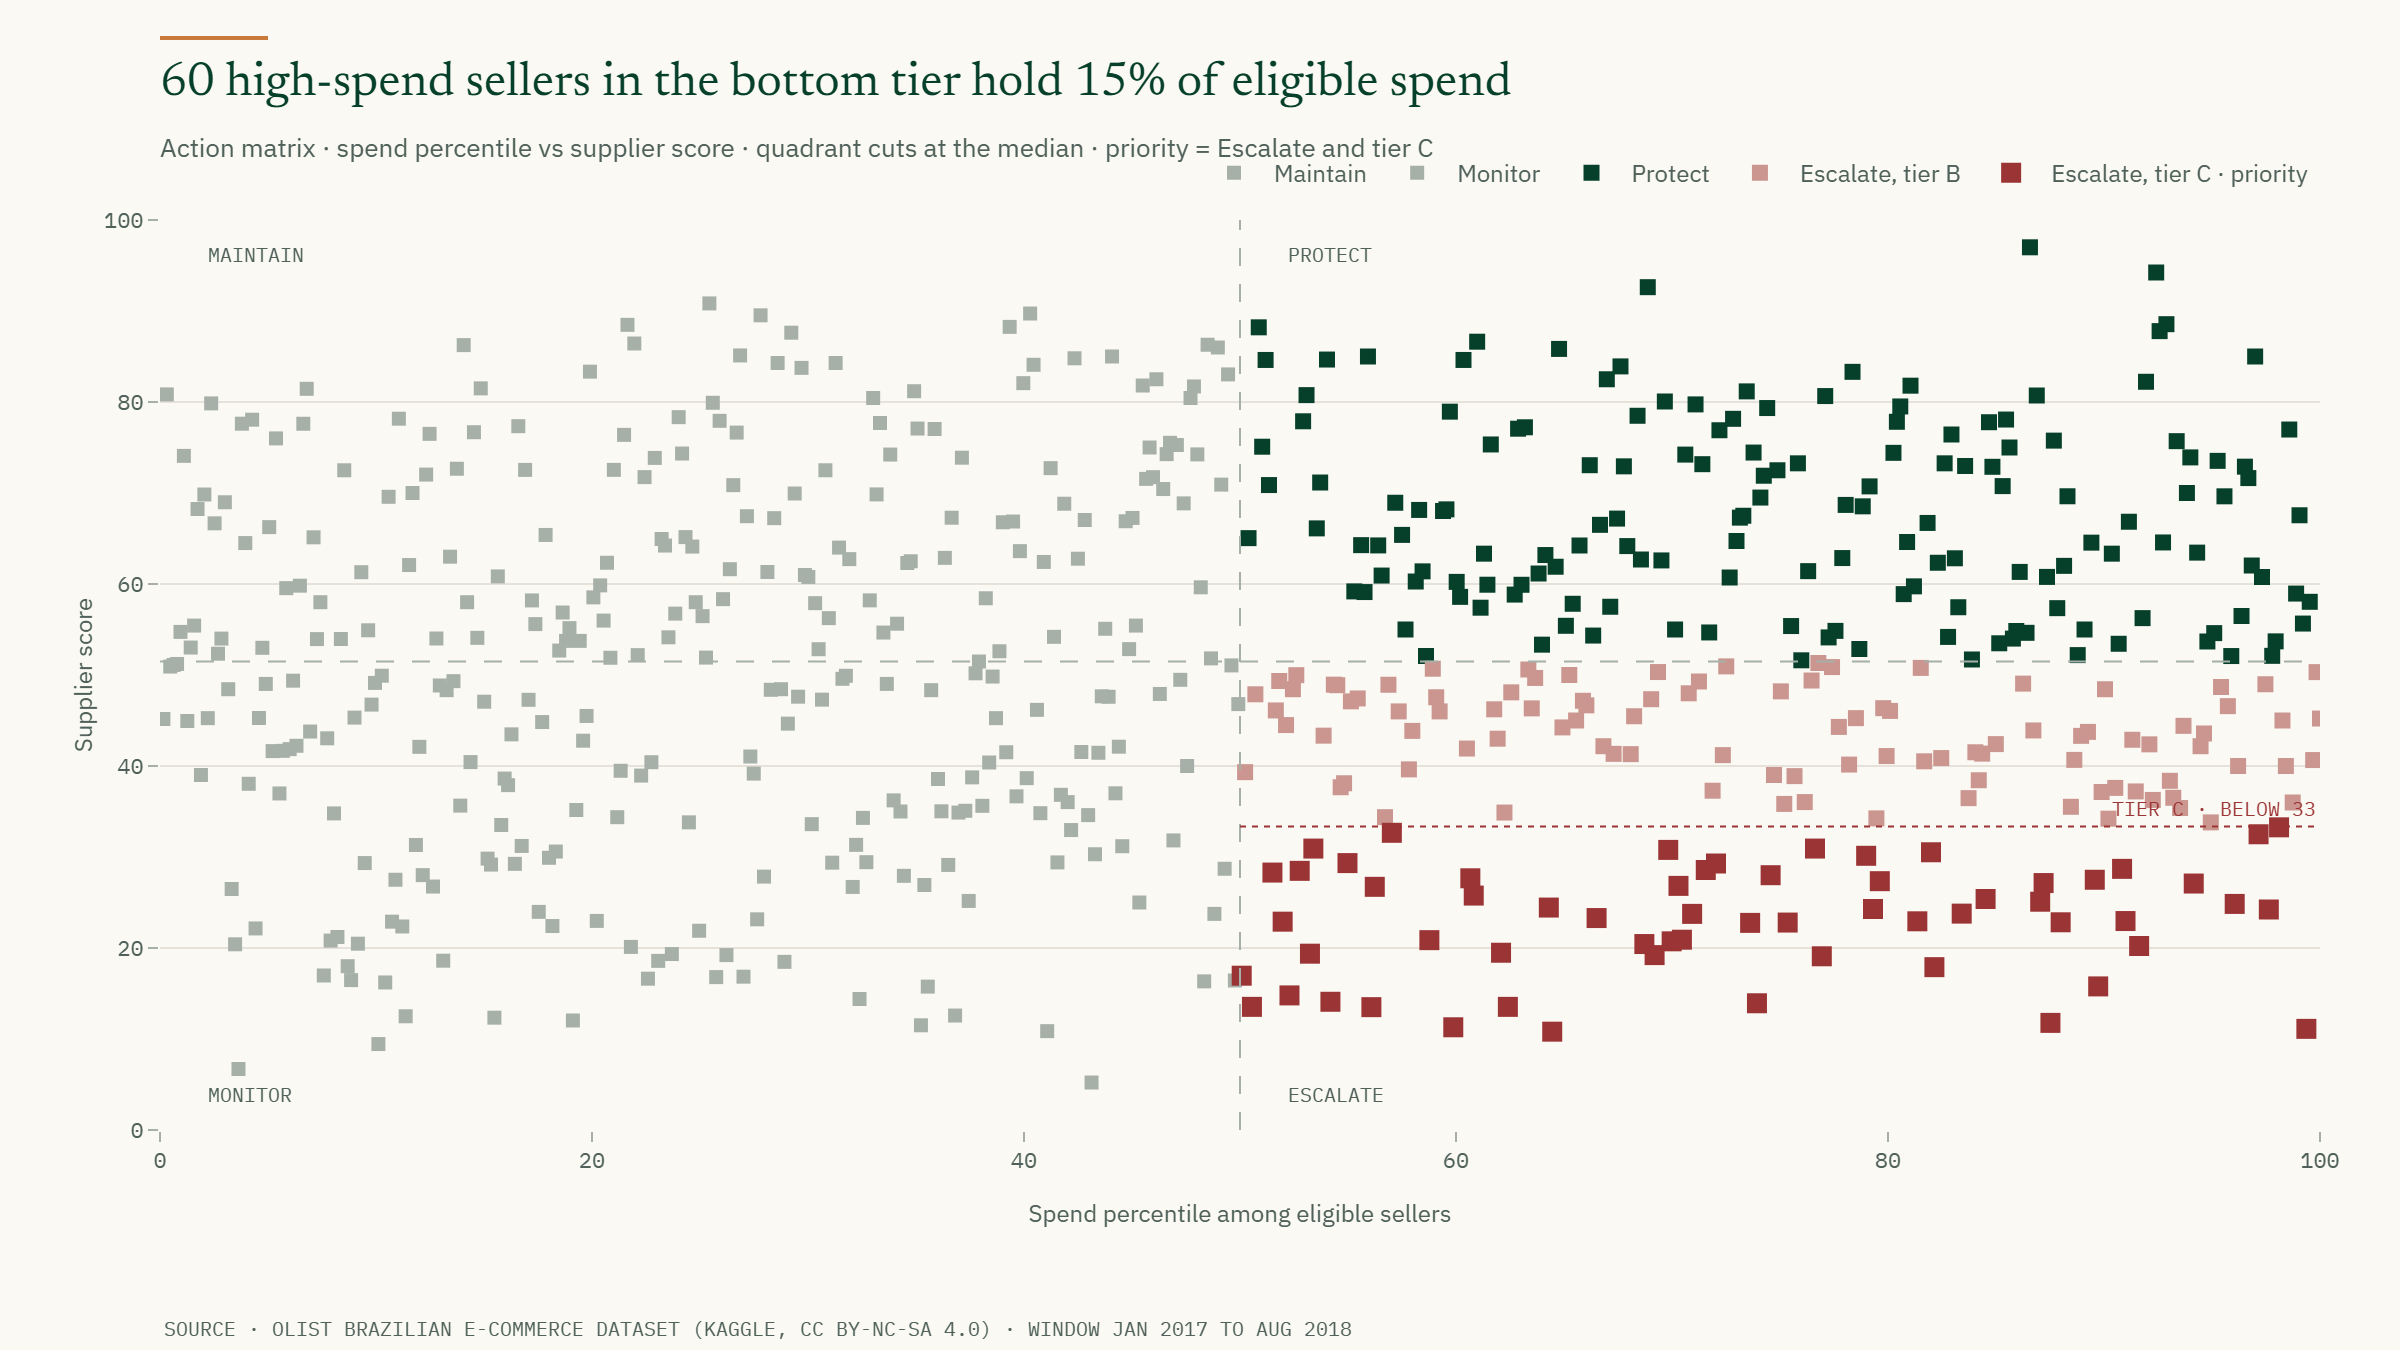 60 high-spend sellers in the bottom tier hold 15% of eligible spend
Action matrix · spend percentile vs supplier score · quadrant cuts at the median · priority = Escalate and tier C
Maintain Monitor Protect Escalate, tier B Escalate, tier C · priority
100
MAINTAIN PROTECT
80
60
Supplier score
40
TIER C · BELOW 33
20
MONITOR ESCALATE
0
0 20 40 60 80 100
Spend percentile among eligible sellers
SOURCE · OLIST BRAZILIAN E-COMMERCE DATASET (KAGGLE, CC BY-NC-SA 4.0) · WINDOW JAN 2017 TO AUG 2018